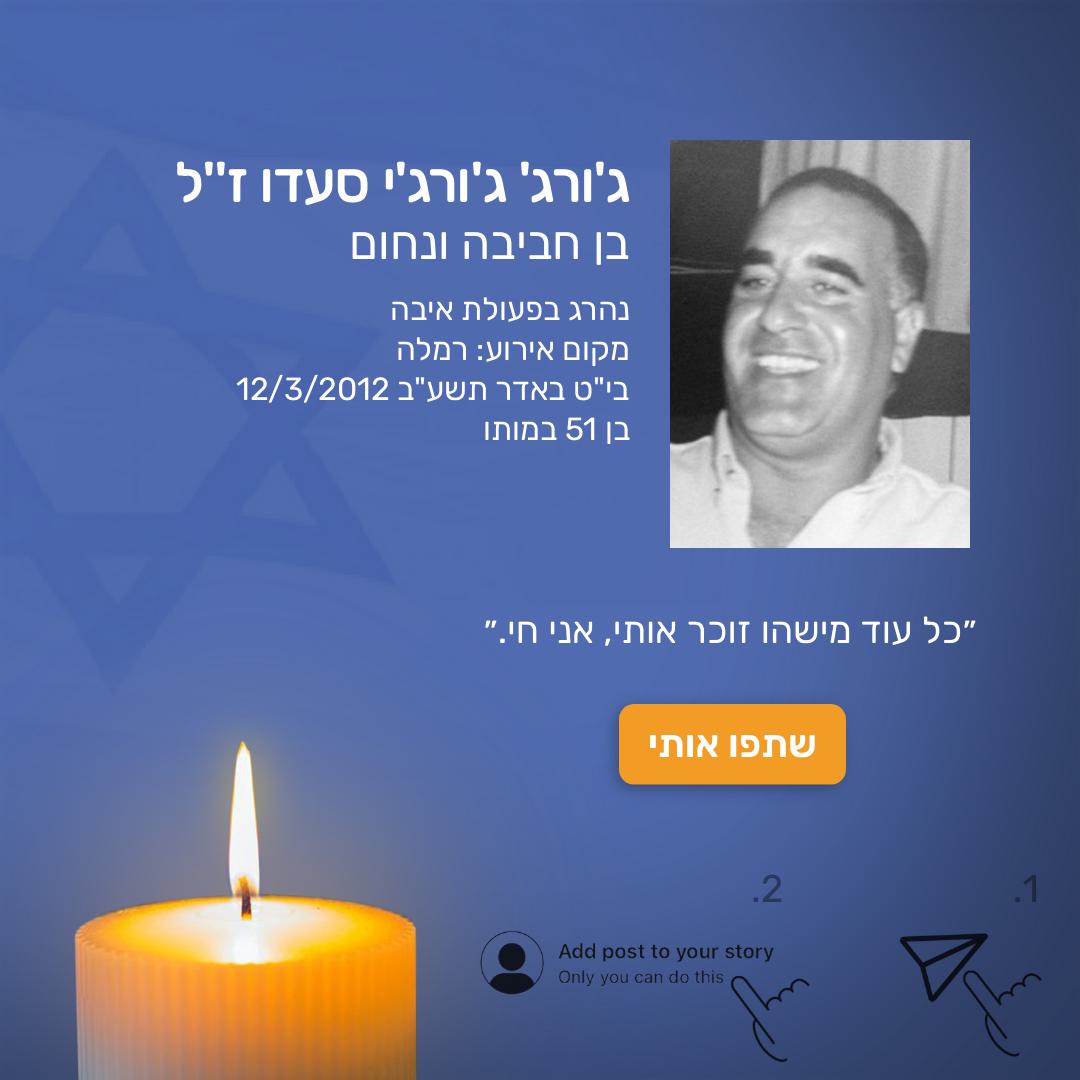 ג'ורג' ג'ורג'י סעדו ז''ל
בן חביבה ונחום
נהרג בפעולת איבה
מקום אירוע: רמלה
בי"ט באדר תשע"ב 12/3/2012
בן 51 במותו
״כל עוד מישהו זוכר אותי, אני חי.״
שתפו אותי
.1
.2
Add post to your story
Only you can do this